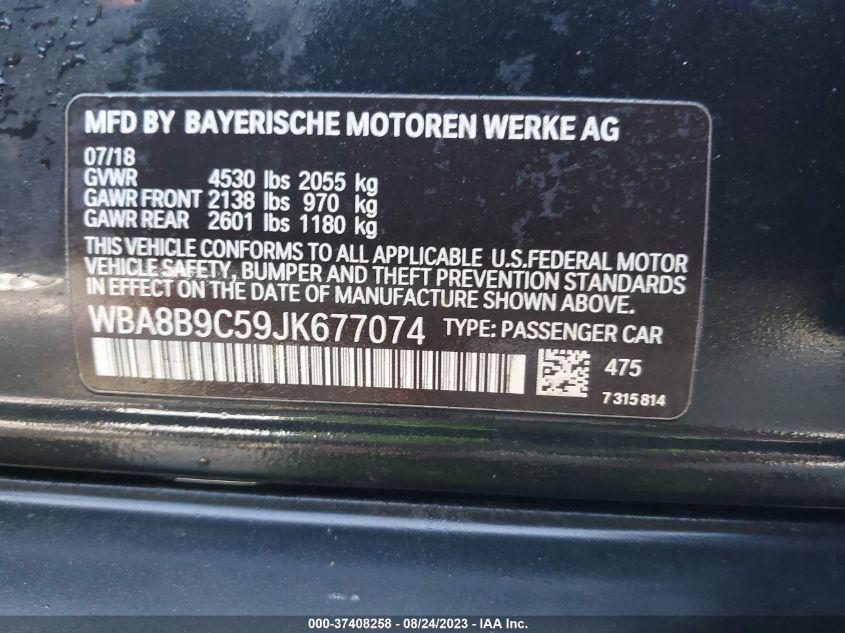 MFD BY BAYERISCHE MOTOREN WERKE AG
07/18
GVWR 4530 lbs 2055 kg
GAWR FRONT 2138 lbs 970 kg
GAWR REAR 2601 lbs 1180 kg
THIS VEHICLE CONFORMS TO ALL APPLICABLE U.S.FEDERAL MOTOR
VEHICLE SAFETY, BUMPER AND THEFT PREVENTION STANDARDS
IN EFFECT ON THE DATE OF MANUFACTURE SHOWN ABOVE.
WBA8B9C59JK677074 TYPE: PASSENGER CAR
475
7315814
000-37408258 - 08/24/2023 - IAA Inc.